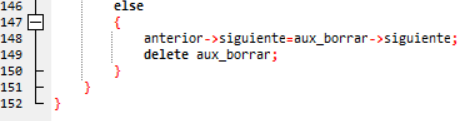 146 else
147 {
148 anterior->siguiente=aux_borrar->siguiente;
149 delete aux_borrar;
150 }
151 }
152 }